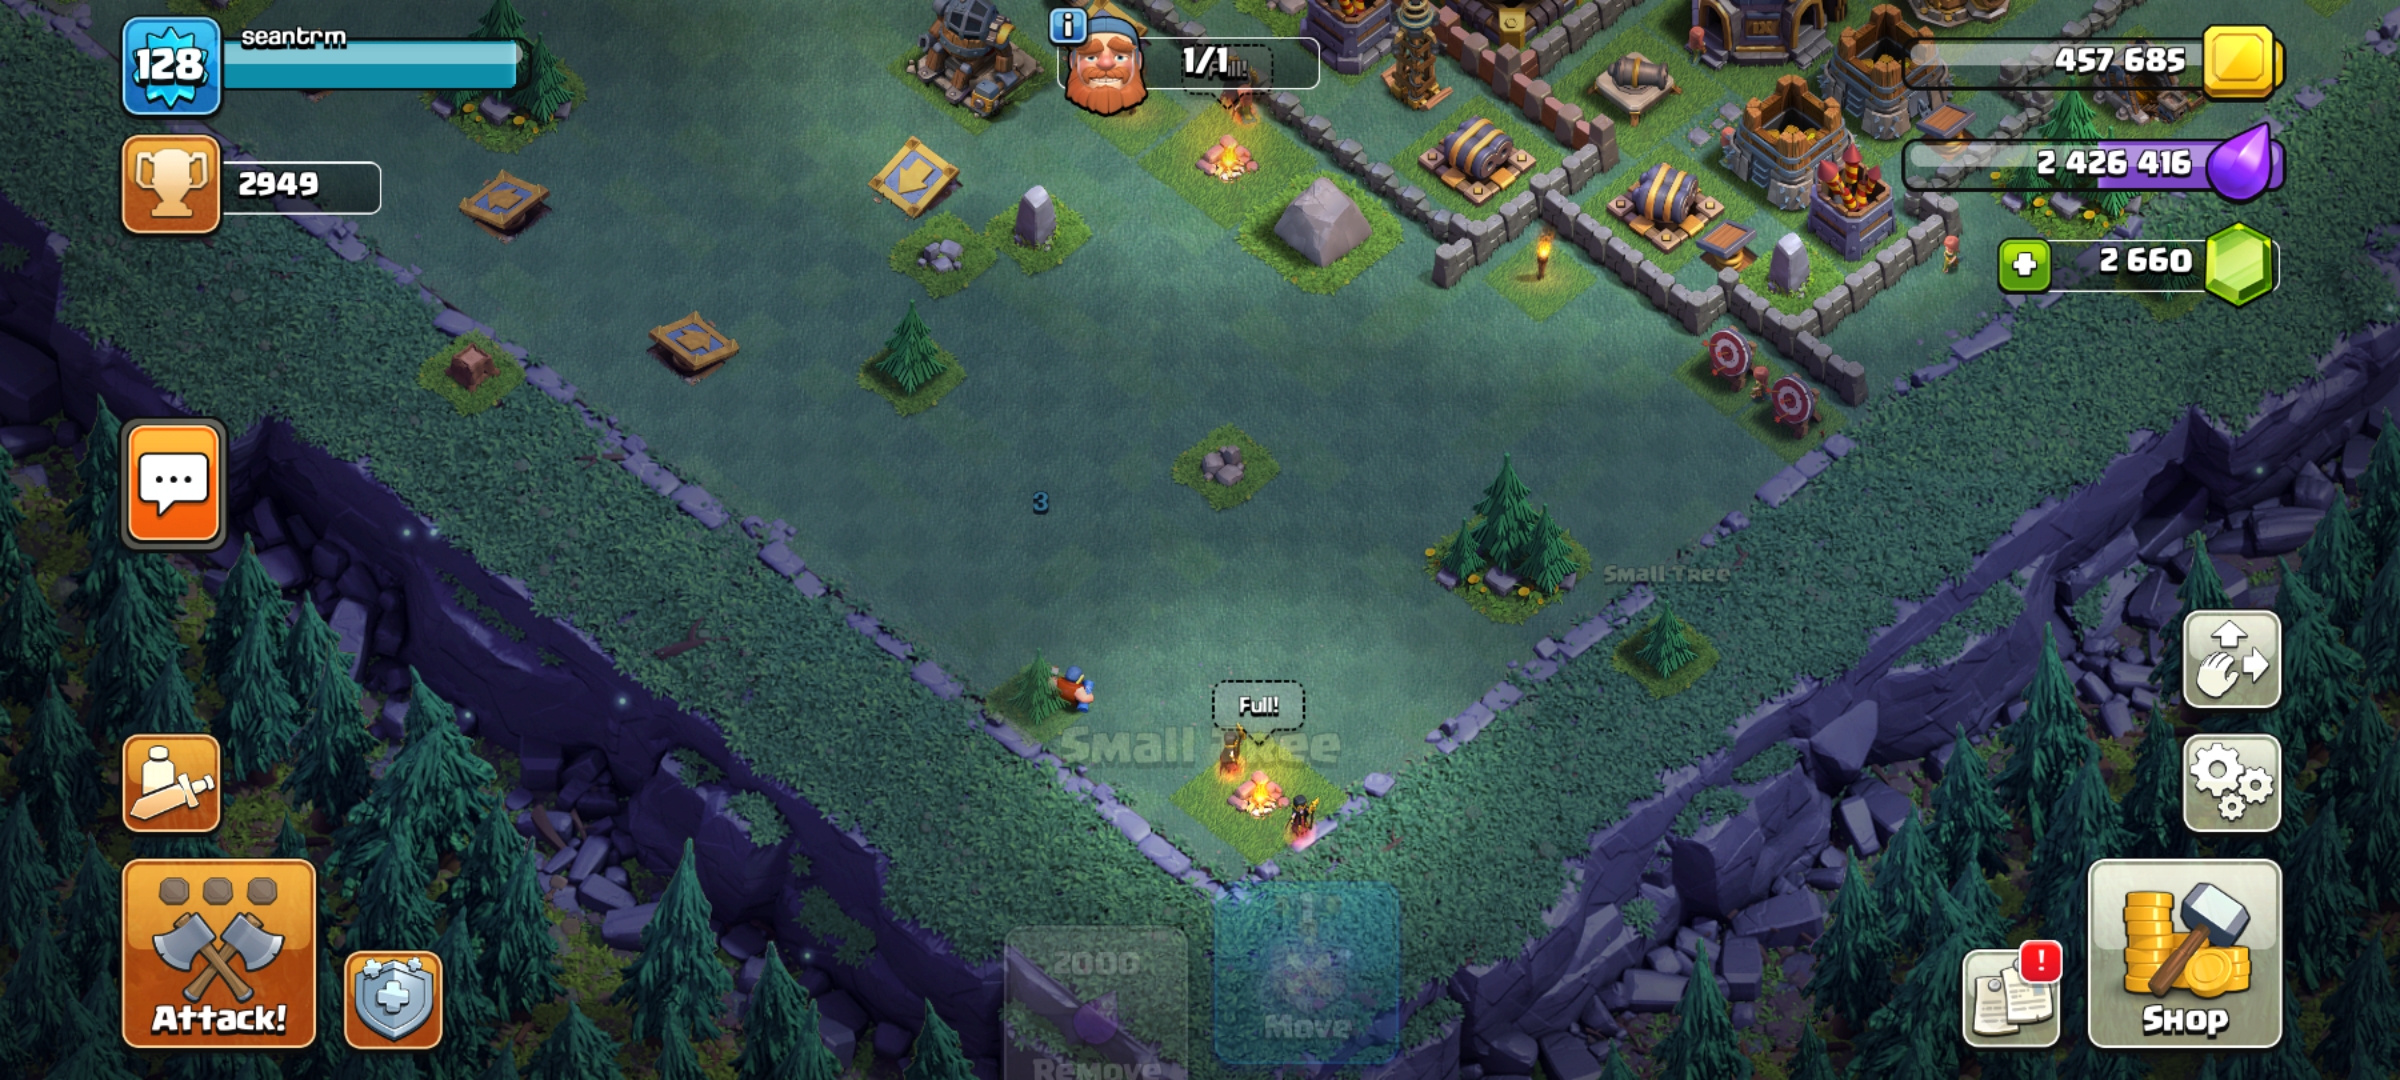 128
seantrm
1/1
Full!
457 685
2949
2 426 416
2 660
3
Small Tree
Full!
Small Tree
2000
Remove
Move
Attack!
!
Shop